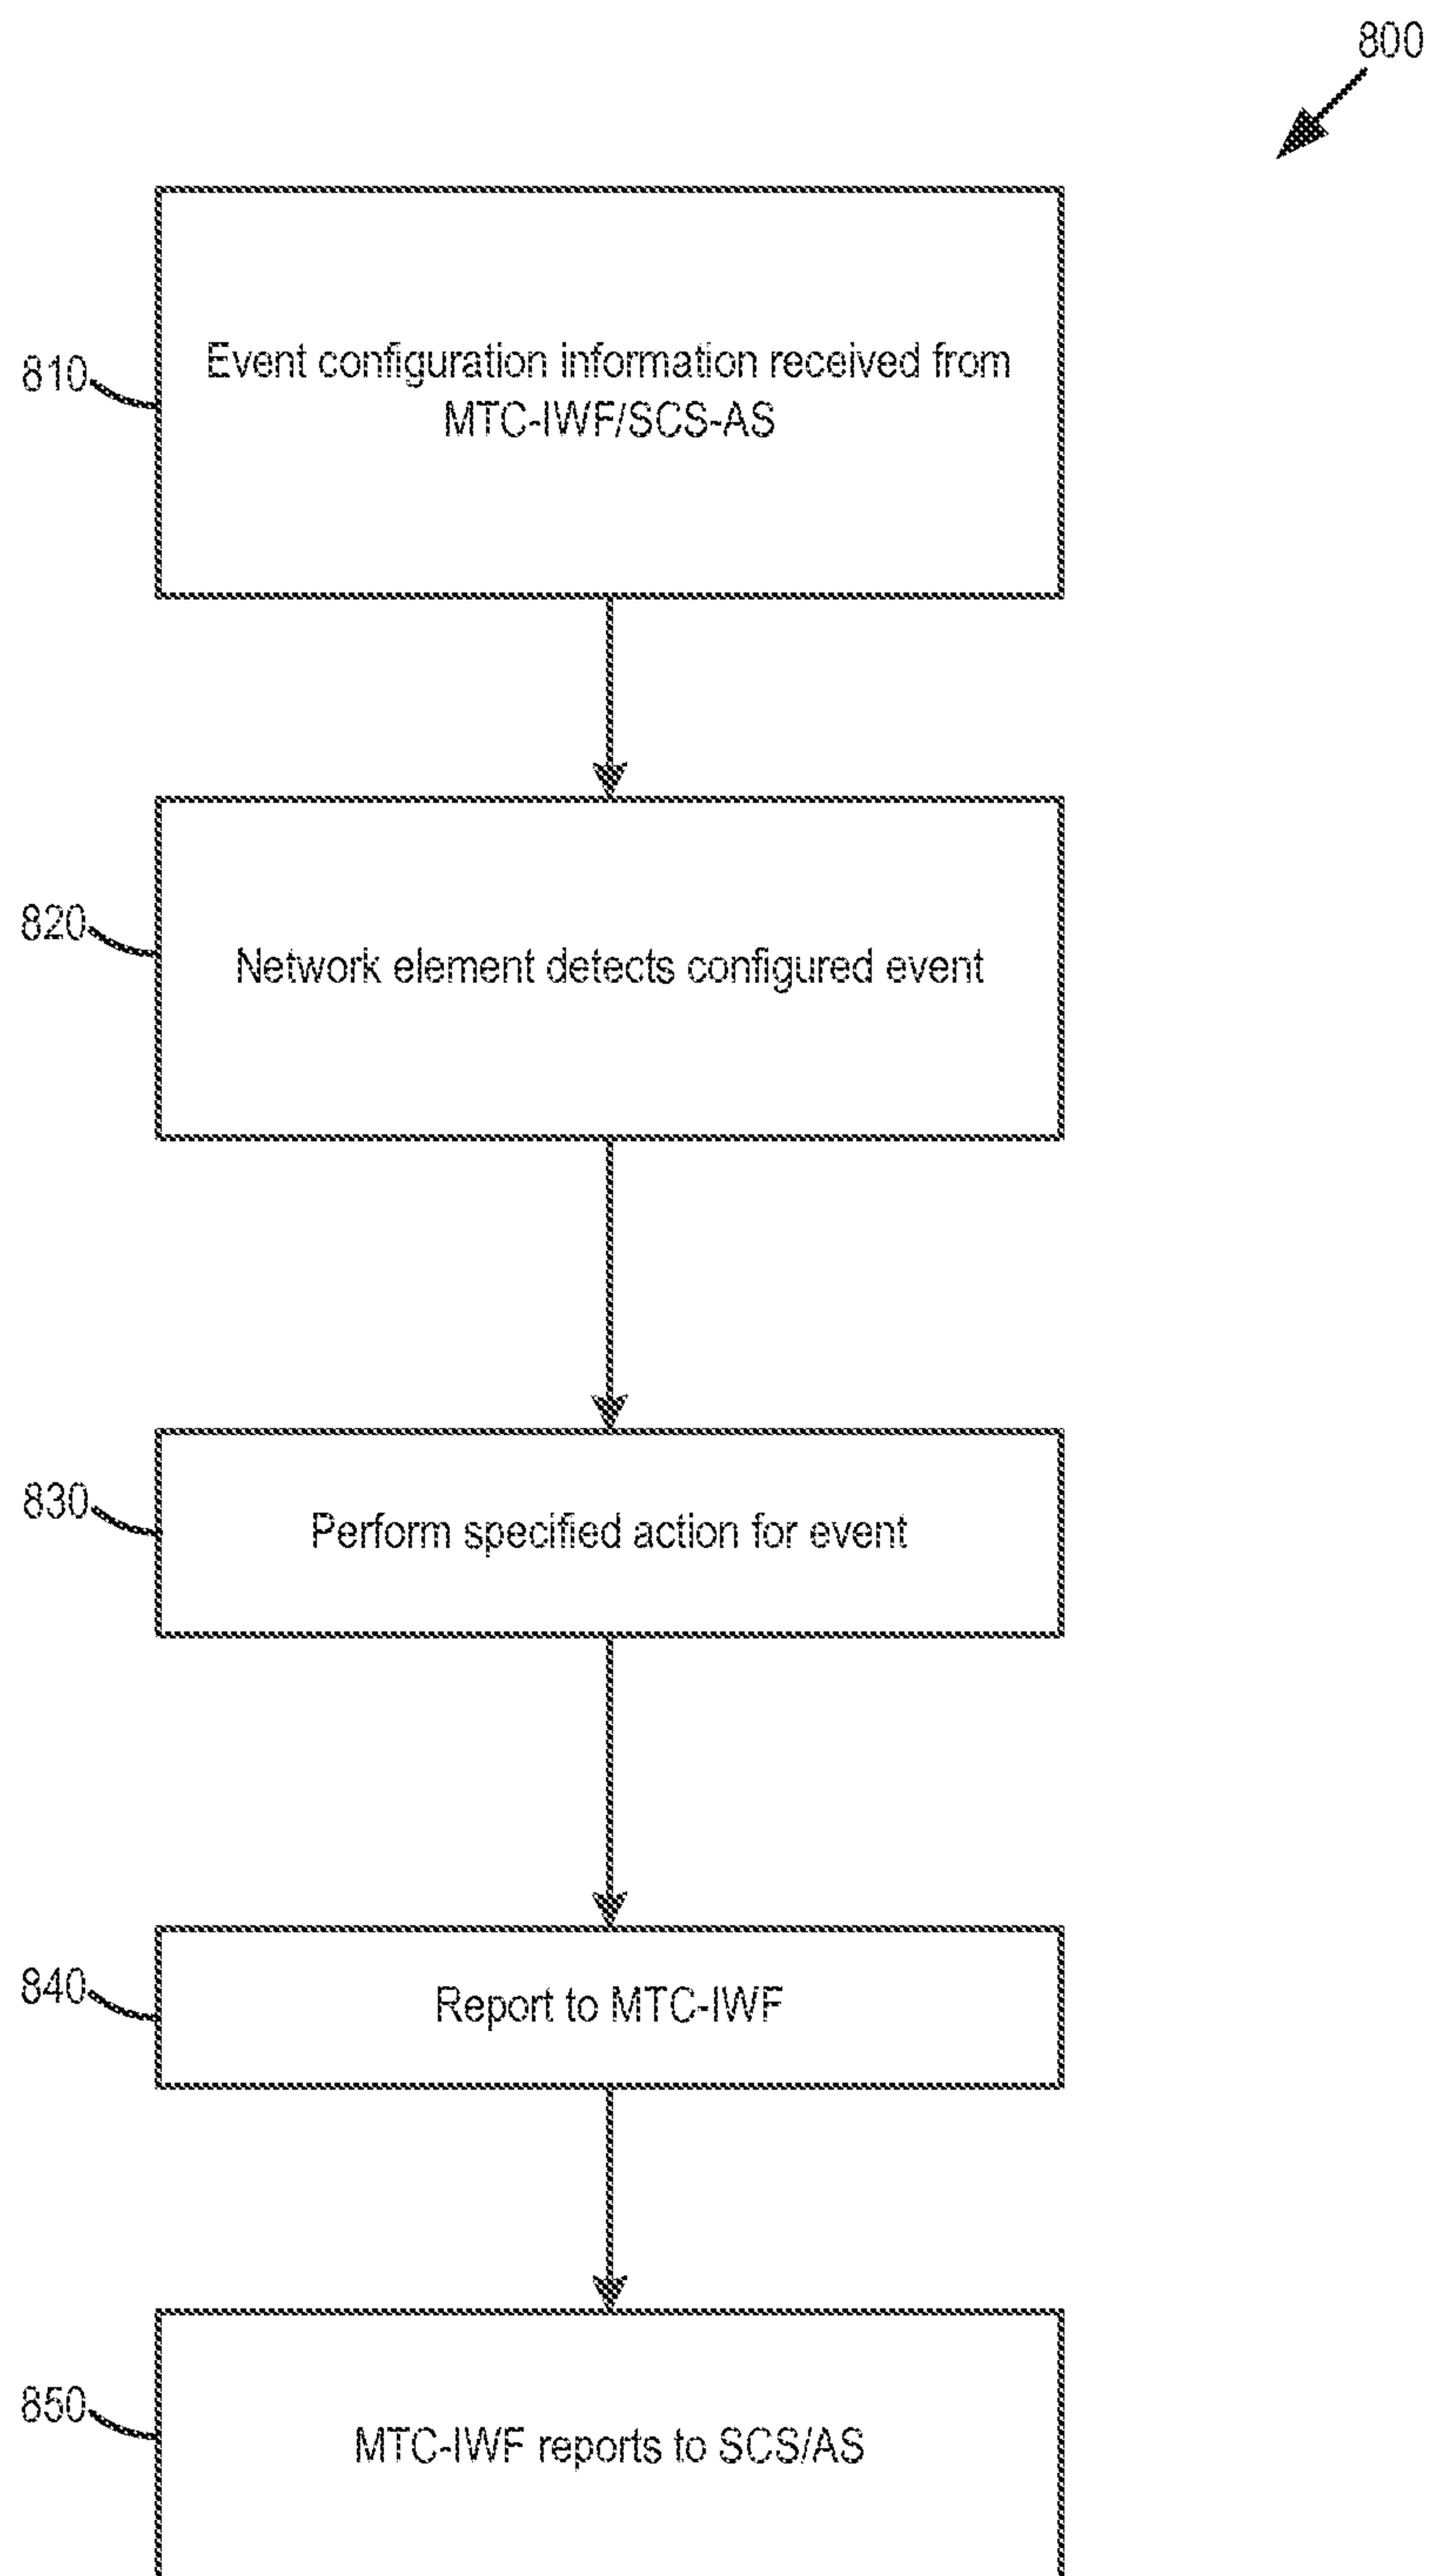 800
810
Event configuration information received from
MTC-IWF/SCS-AS
820
Network element detects configured event
830
Perform specified action for event
840
Report to MTC-IWF
850
MTC-IWF reports to SCS/AS